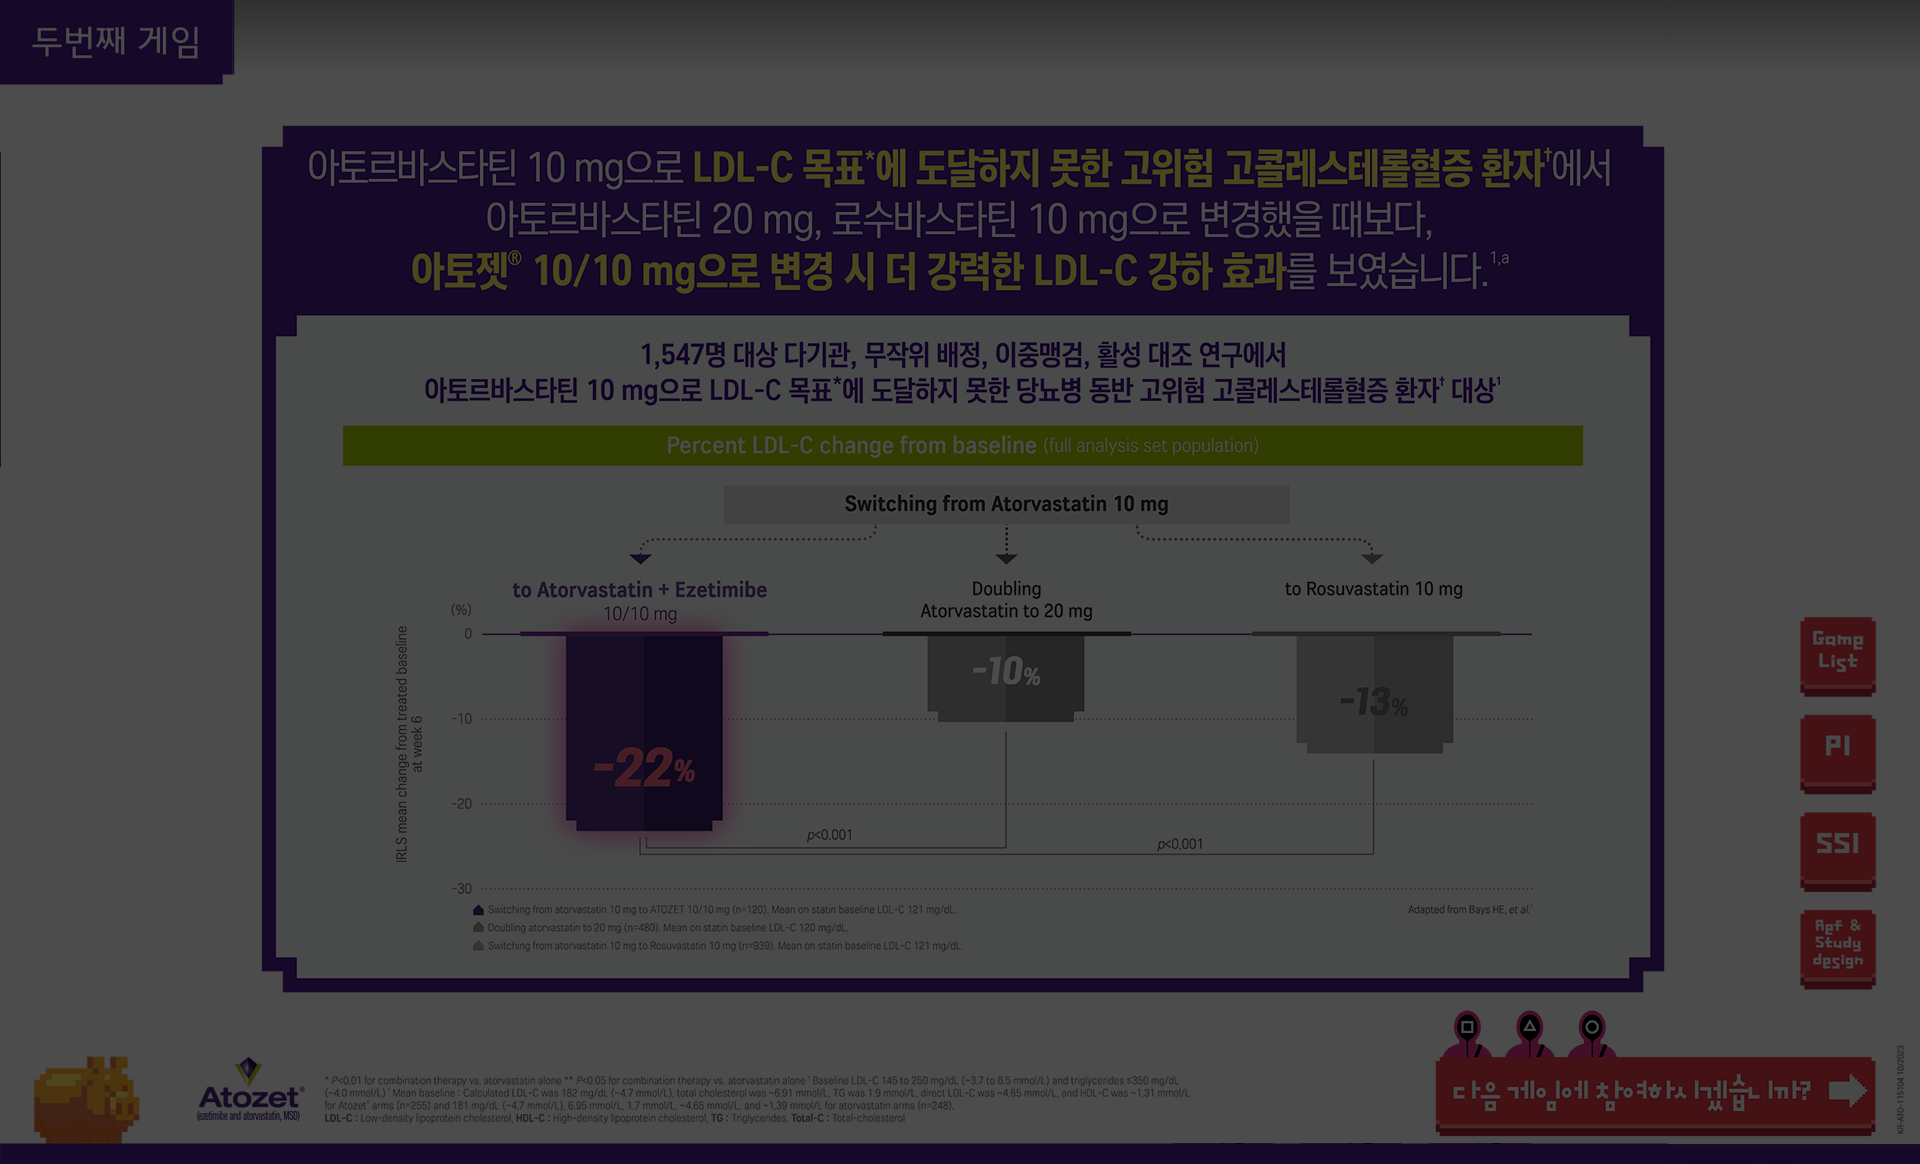 두번째 게임
아토르바스타틴 10 mg으로 LDL-C 목표*에 도달하지 못한 고위험 고콜레스테롤혈증 환자†에서
아토르바스타틴 20 mg, 로수바스타틴 10 mg으로 변경했을 때보다,
아토젯® 10/10 mg으로 변경 시 더 강력한 LDL-C 강하 효과를 보였습니다.1,a
1,547명 대상 다기관, 무작위 배정, 이중맹검, 활성 대조 연구에서
아토르바스타틴 10 mg으로 LDL-C 목표*에 도달하지 못한 당뇨병 동반 고위험 고콜레스테롤혈증 환자† 대상1
Percent LDL-C change from baseline (full analysis set population)
Switching from Atorvastatin 10 mg
to Atorvastatin + Ezetimibe
10/10 mg
Doubling
Atorvastatin to 20 mg
to Rosuvastatin 10 mg
(%)
0
-10
-20
-30
IRLS mean change from treated baseline
at week 6
-22%
-10%
-13%
p<0.001
p<0.001
Switching from atorvastatin 10 mg to ATOZET 10/10 mg (n=120). Mean on statin baseline LDL-C 121 mg/dL.
Doubling atorvastatin to 20 mg (n=480). Mean on statin baseline LDL-C 120 mg/dL.
Switching from atorvastatin 10 mg to Rosuvastatin 10 mg (n=939). Mean on statin baseline LDL-C 121 mg/dL.
Adapted from Bays HE, et al.1
Game
List
PI
SSI
Ref &
Study
design
Atozet®
(ezetimibe and atorvastatin, MSD)
* P<0.01 for combination therapy vs. atorvastatin alone ** P<0.05 for combination therapy vs. atorvastatin alone † Baseline LDL-C 145 to 250 mg/dL (~3.7 to 6.5 mmol/L) and triglycerides ≤350 mg/dL
(~4.0 mmol/L) † Mean baseline : Calculated LDL-C was 182 mg/dL (~4.7 mmol/L), total cholesterol was ~6.91 mmol/L, TG was 1.9 mmol/L, direct LDL-C was ~4.65 mmol/L, and HDL-C was ~1.31 mmol/L
for Atozet® arms (n=255) and 181 mg/dL (~4.7 mmol/L), 6.95 mmol/L, 1.7 mmol/L, ~4.65 mmol/L, and ~1.39 mmol/L for atorvastatin arms (n=248).
LDL-C : Low-density lipoprotein cholesterol, HDL-C : High-density lipoprotein cholesterol, TG : Triglycerides, Total-C : Total-cholesterol
다음 게임에 참여하시겠습니까?
KR-ATO-115104 10/2023